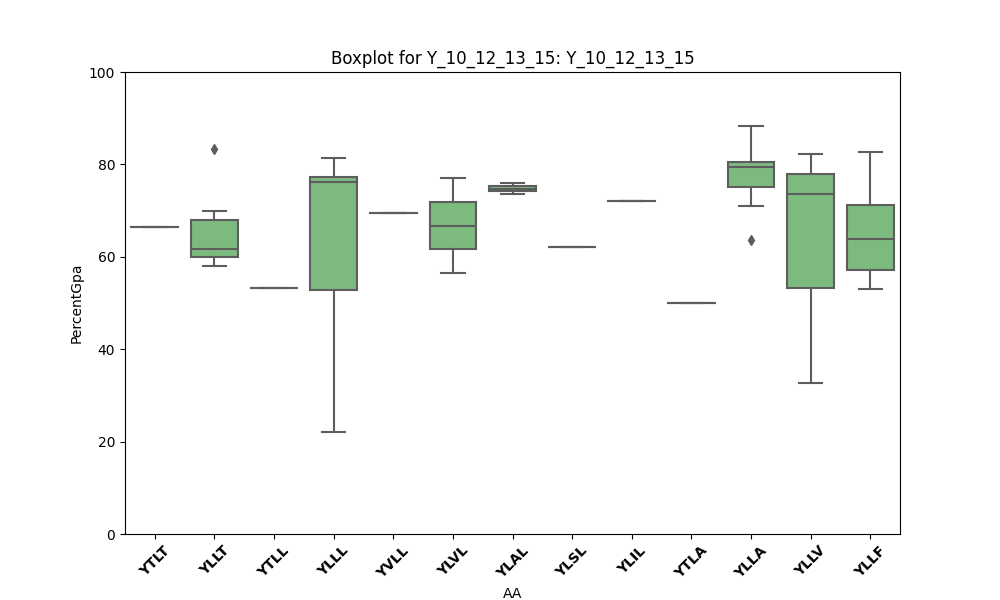 Boxplot for Y_10_12_13_15: Y_10_12_13_15
100
80
60
40
20
0
PercentGpa
YTLT YLLT YTLL YLLL YVLL YLVL YLAL YLSL YLIL YTLA YLLA YLLV YLLF
AA